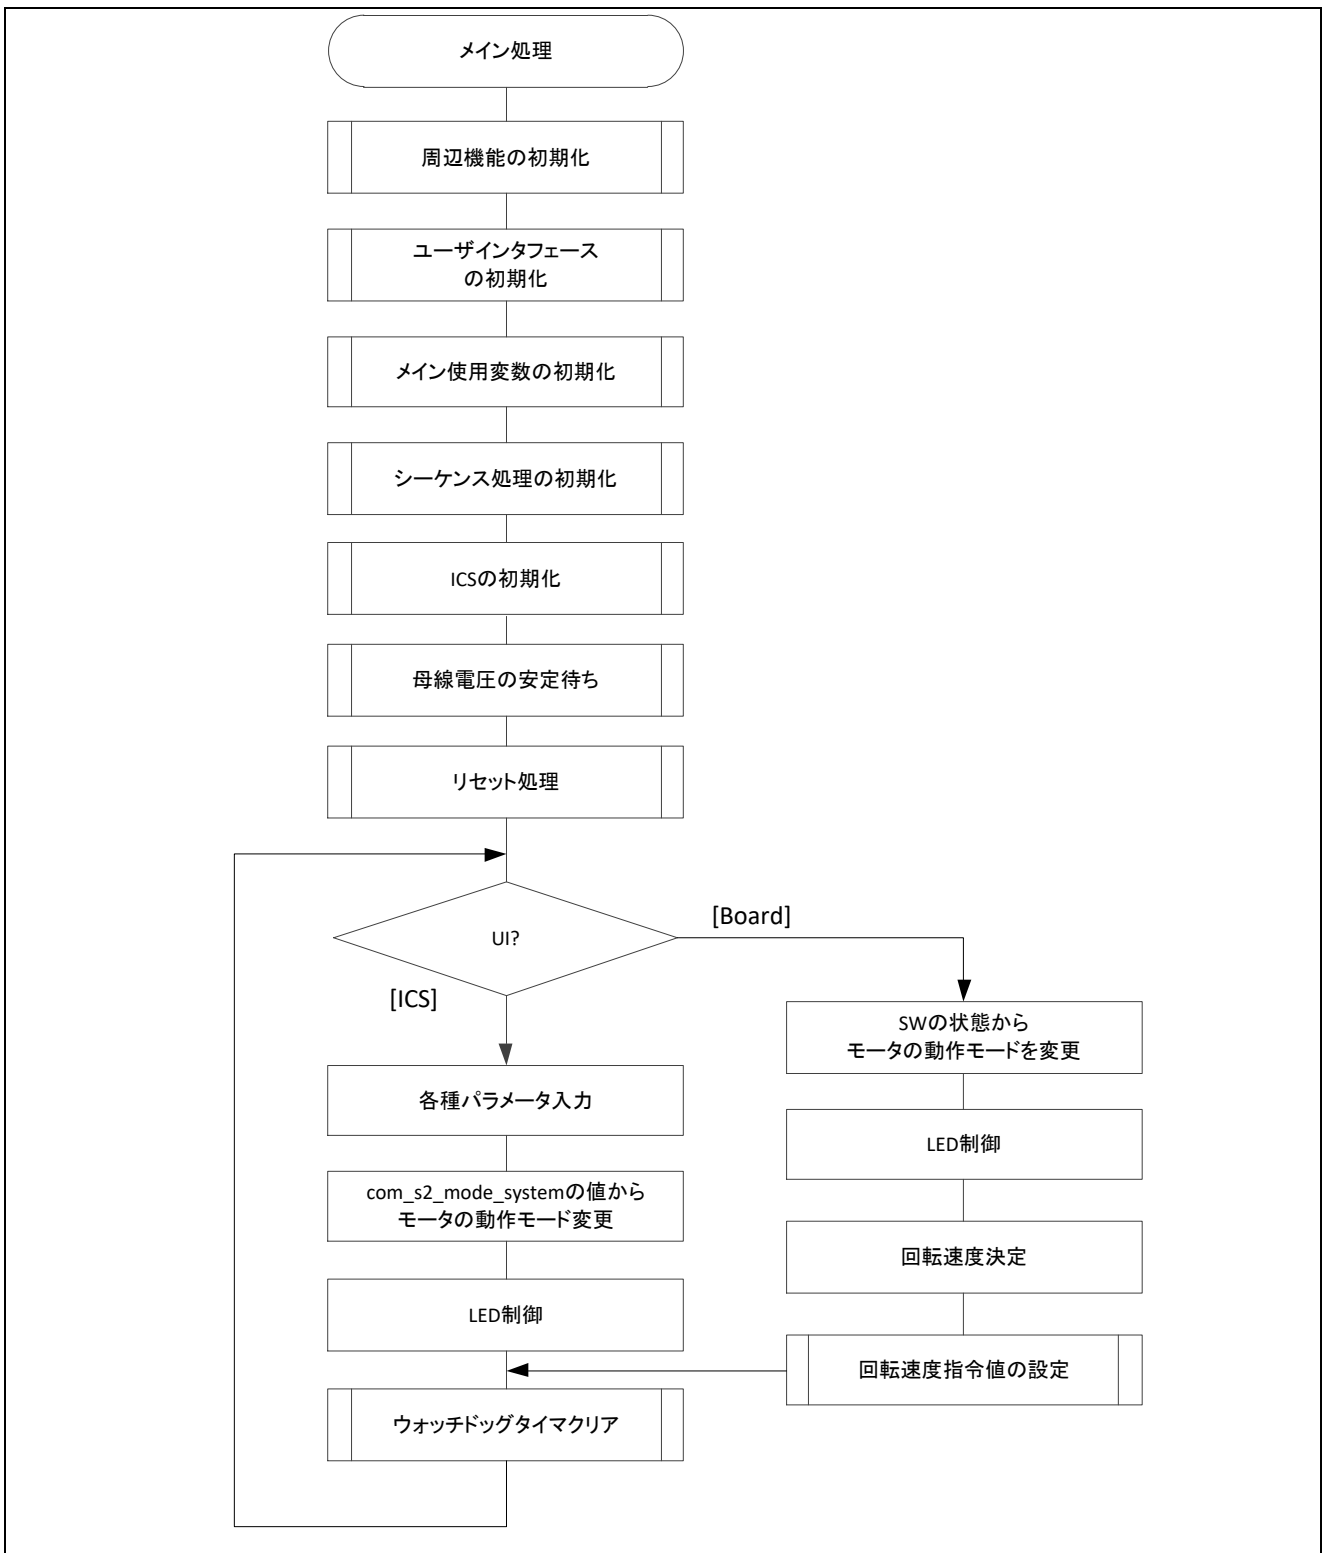 メイン処理
周辺機能の初期化
ユーザインタフェース
の初期化
メイン使用変数の初期化
シーケンス処理の初期化
ICSの初期化
母線電圧の安定待ち
リセット処理
UI?
[Board]
[ICS]
SWの状態から
モータの動作モードを変更
各種パラメータ入力
LED制御
com_s2_mode_systemの値から
モータの動作モード変更
回転速度決定
LED制御
回転速度指令値の設定
ウォッチドッグタイマクリア